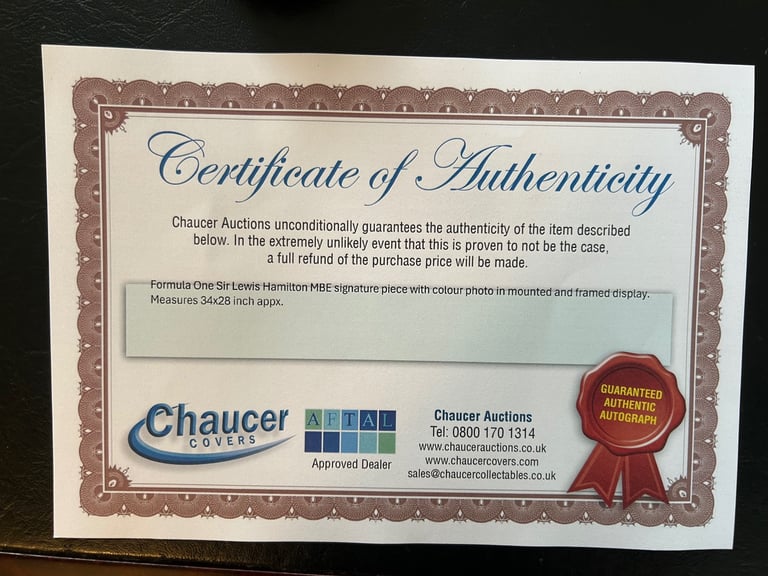 Certificate of Authenticity
Chaucer Auctions unconditionally guarantees the authenticity of the item described
below. In the extremely unlikely event that this is proven to not be the case,
a full refund of the purchase price will be made.
Formula One Sir Lewis Hamilton MBE signature piece with colour photo in mounted and framed display.
Measures 34x28 inch appx.
Chaucer
COVERS
AFTAL
Approved Dealer
Chaucer Auctions
Tel: 0800 170 1314
www.chaucerauctions.co.uk
www.chaucercovers.com
sales@chaucercollectables.co.uk
GUARANTEED
AUTHENTIC
AUTOGRAPH